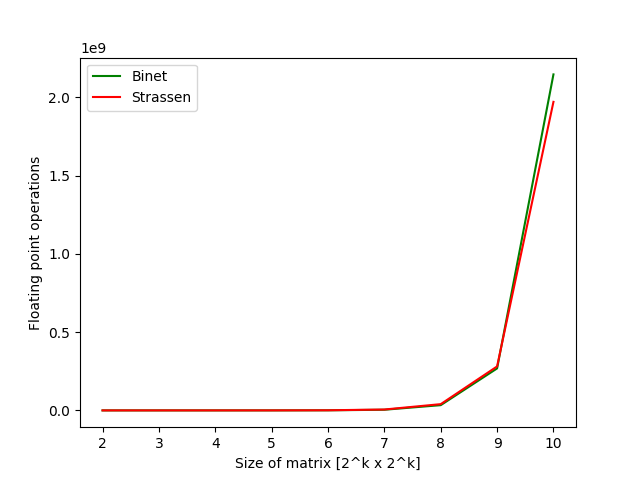 1e9
Binet
Strassen
2.0
1.5
1.0
0.5
0.0
Floating point operations
2 3 4 5 6 7 8 9 10
Size of matrix [2^k x 2^k]